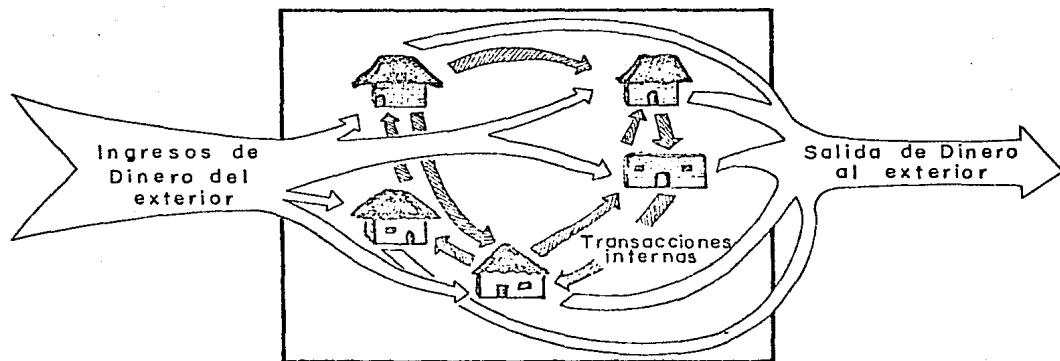 Ingresos de
Dinero del
exterior
Salida de Dinero
al exterior
Transacciones
internas